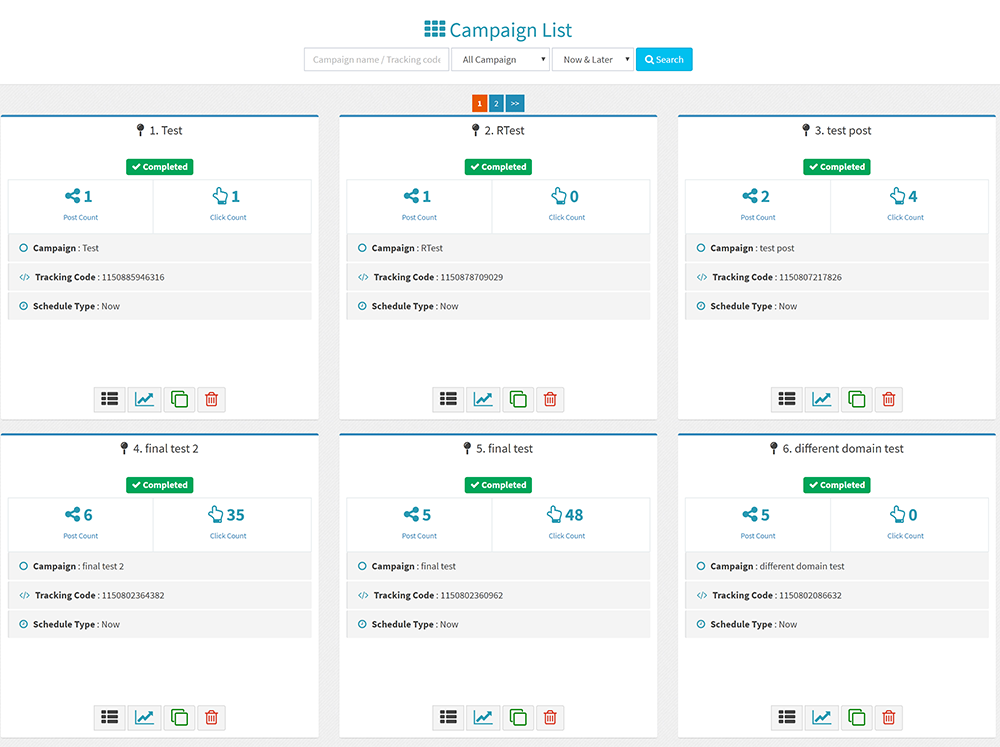 Campaign List
Campaign name / Tracking code All Campaign Now & Later Search
1 2 >>
1. Test 2. RTest 3. test post
Completed Completed Completed
1 1 1 0 2 4
Post Count Click Count Post Count Click Count Post Count Click Count
Campaign : Test Campaign : RTest Campaign : test post
Tracking Code : 1150885946316 Tracking Code : 1150878709029 Tracking Code : 1150807217826
Schedule Type : Now Schedule Type : Now Schedule Type : Now
4. final test 2 5. final test 6. different domain test
Completed Completed Completed
6 35 5 48 5 0
Post Count Click Count Post Count Click Count Post Count Click Count
Campaign : final test 2 Campaign : final test Campaign : different domain test
Tracking Code : 1150802364382 Tracking Code : 1150802360962 Tracking Code : 1150802086632
Schedule Type : Now Schedule Type : Now Schedule Type : Now